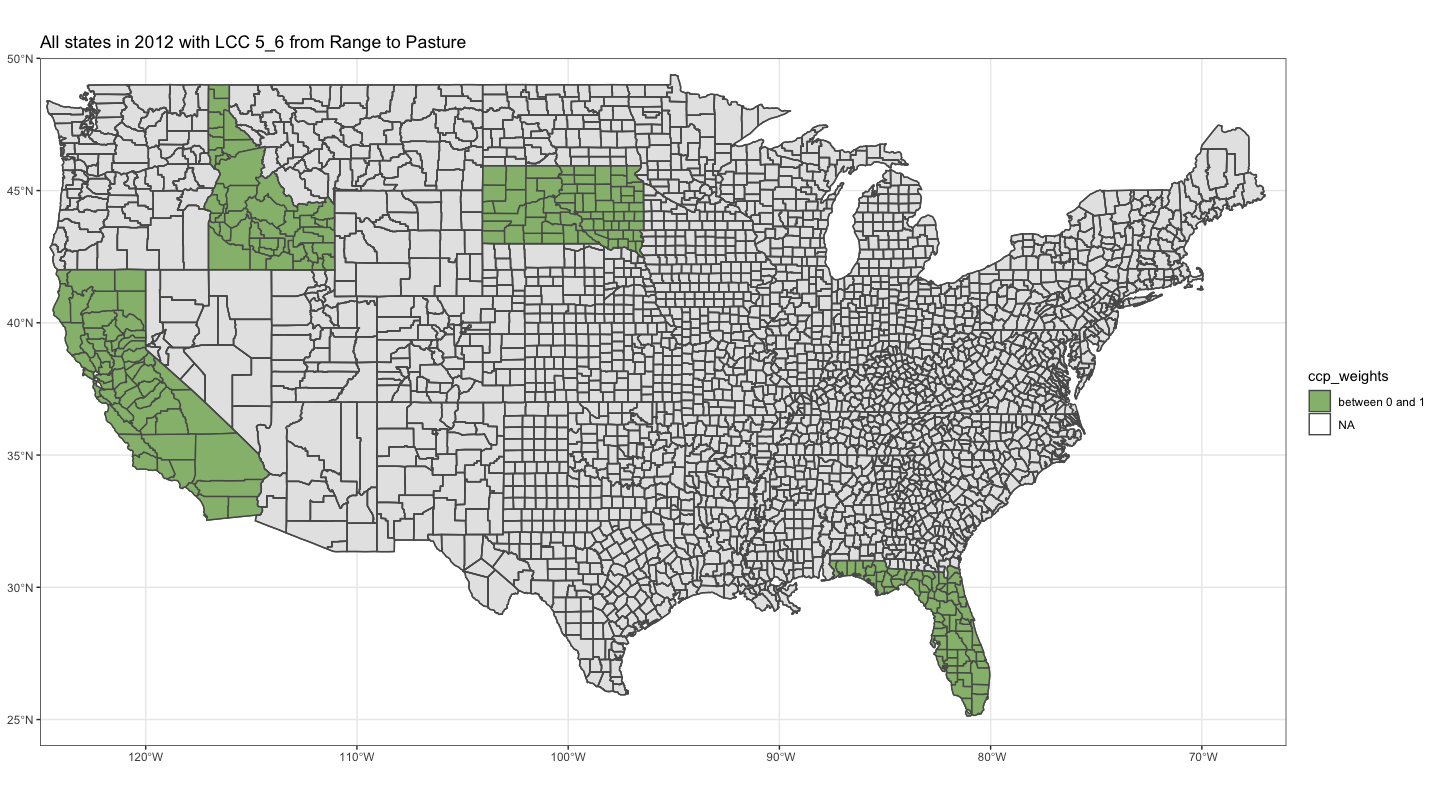 All states in 2012 with LCC 5_6 from Range to Pasture
50°N
45°N
40°N
35°N
30°N
25°N
120°W
110°W
100°W
90°W
80°W
70°W
ccp_weights
between 0 and 1
NA